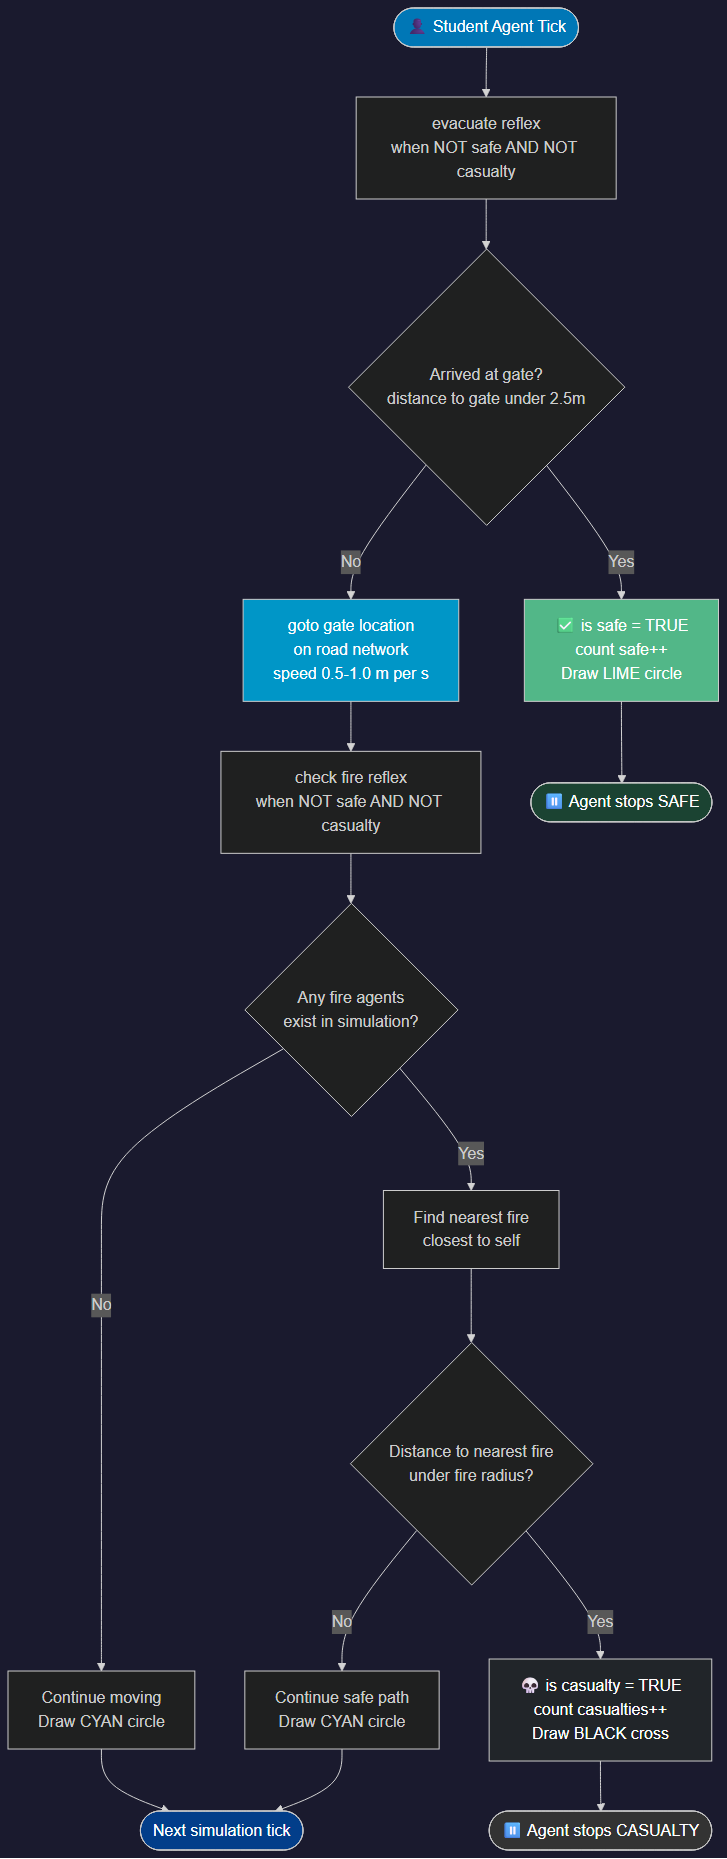 👤 Student Agent Tick
evacuate reflex
when NOT safe AND NOT
casualty
Arrived at gate?
distance to gate under 2.5m
No
Yes
goto gate location
on road network
speed 0.5-1.0 m per s
✅ is safe = TRUE
count safe++
Draw LIME circle
check fire reflex
when NOT safe AND NOT
casualty
⏸️ Agent stops SAFE
Any fire agents
exist in simulation?
Yes
Find nearest fire
closest to self
No
Distance to nearest fire
under fire radius?
No
Yes
Continue moving
Draw CYAN circle
Continue safe path
Draw CYAN circle
💀 is casualty = TRUE
count casualties++
Draw BLACK cross
Next simulation tick
⏸️ Agent stops CASUALTY